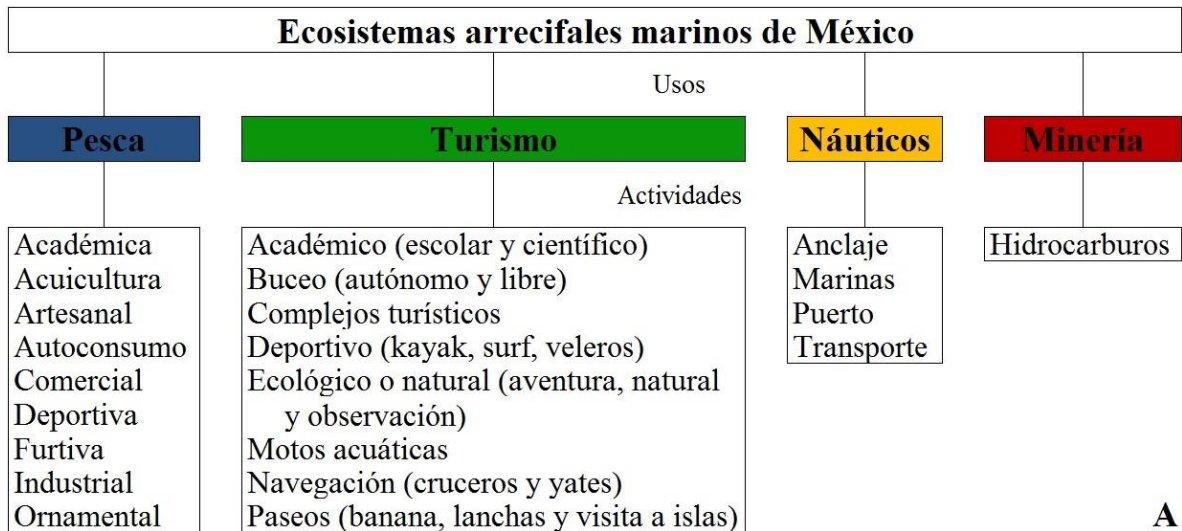 Ecosistemas arrecifales marinos de México
Usos
Pesca
Turismo
Náuticos
Minería
Actividades
Académica
Acuicultura
Artesanal
Autoconsumo
Comercial
Deportiva
Furtiva
Industrial
Ornamental
Académico (escolar y científico)
Buceo (autónomo y libre)
Complejos turísticos
Deportivo (kayak, surf, veleros)
Ecológico o natural (aventura, natural
y observación)
Motos acuáticas
Navegación (cruceros y yates)
Paseos (banana, lanchas y visita a islas)
Anclaje
Marinas
Puerto
Transporte
Hidrocarburos
A